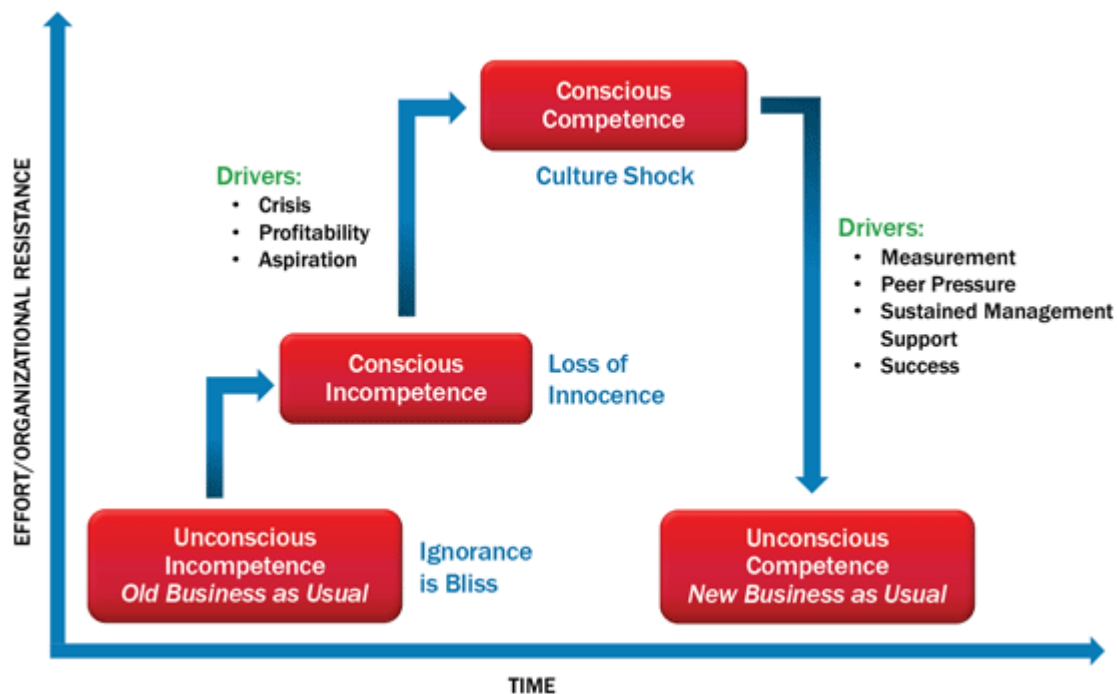 EFFORT/ORGANIZATIONAL RESISTANCE
Conscious
Competence
Culture Shock
Drivers:
• Crisis
• Profitability
• Aspiration
Drivers:
• Measurement
• Peer Pressure
• Sustained Management
Support
• Success
Conscious
Incompetence
Loss of
Innocence
Unconscious
Incompetence
Old Business as Usual
Ignorance
is Bliss
Unconscious
Competence
New Business as Usual
TIME